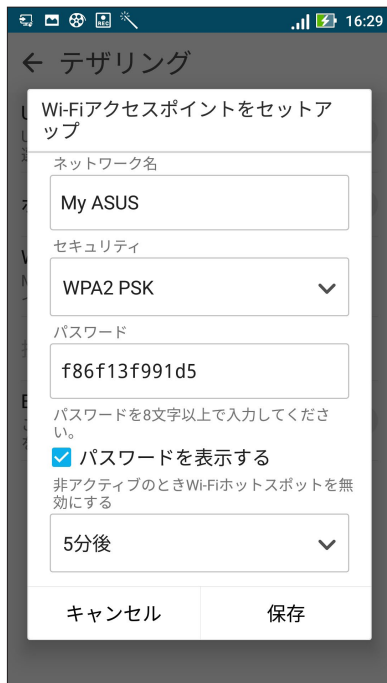 16:29
テザリング
Wi-Fiアクセスポイントをセットア
ップ
ネットワーク名
My ASUS
セキュリティ
WPA2 PSK
パスワード
f86f13f991d5
パスワードを8文字以上で入力してくださ
い。
パスワードを表示する
非アクティブのときWi-Fiホットスポットを無
効にする
5分後
キャンセル
保存